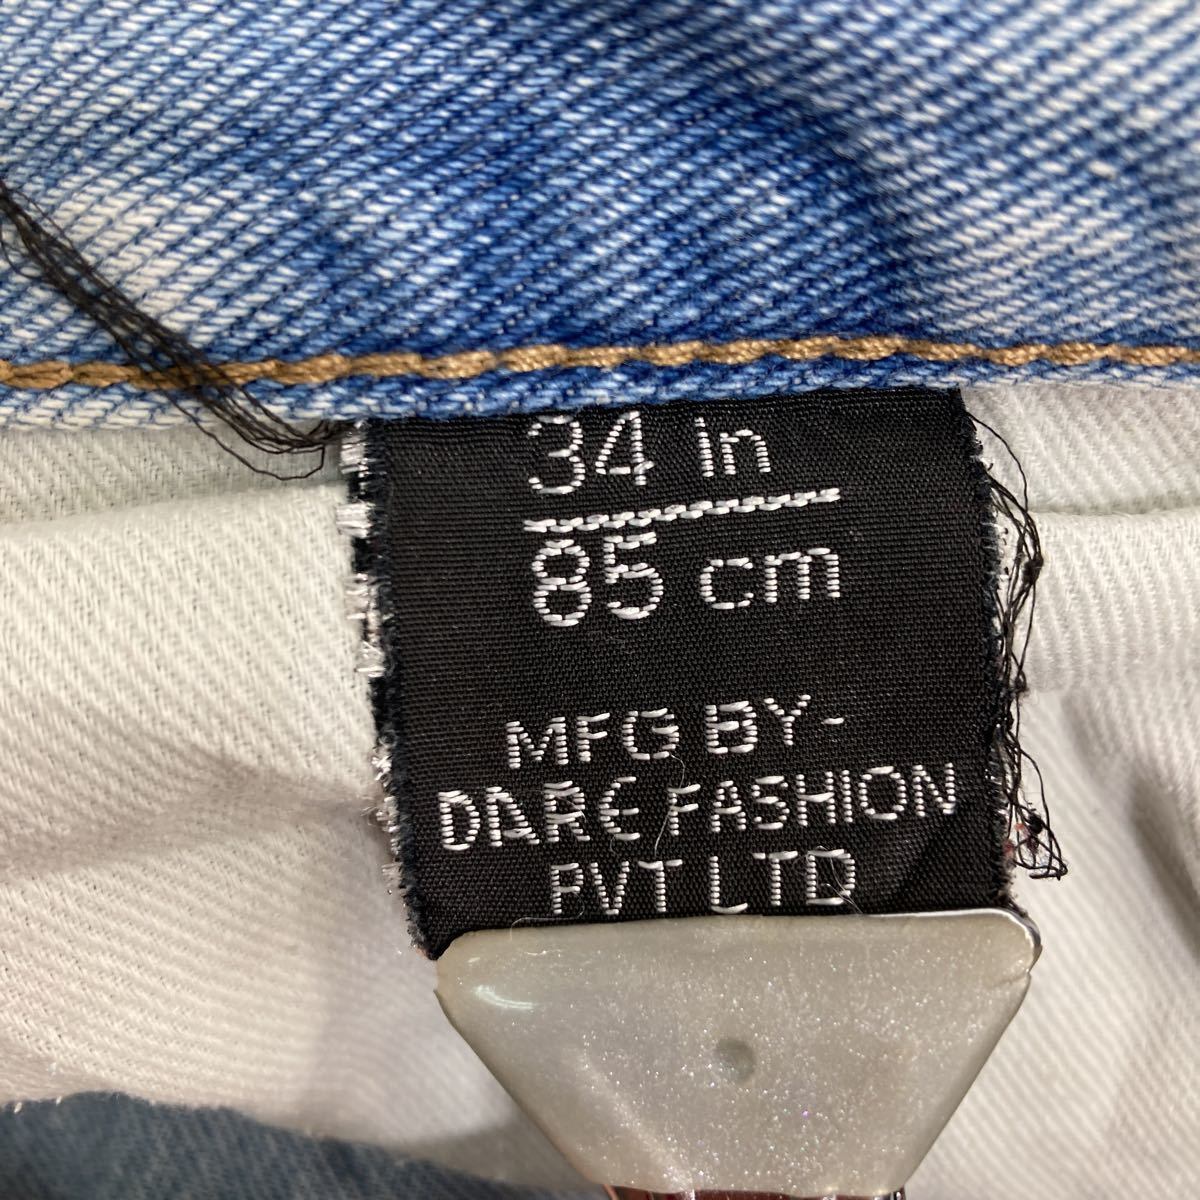 34 in
85 cm
MFG BY-
DARE FASHION
PVT LTD